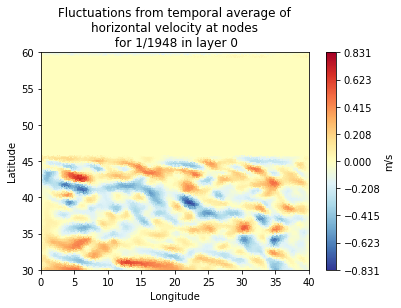 Fluctuations from temporal average of
horizontal velocity at nodes
for 1/1948 in layer 0
60
55
50
45
40
35
30
Latitude
0 5 10 15 20 25 30 35 40
Longitude
0.831
0.623
0.415
0.208
0.000
−0.208
−0.415
−0.623
−0.831
m/s